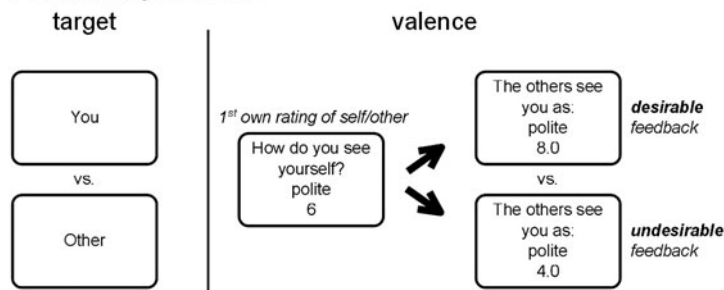 target
valence
You
vs.
Other
1st own rating of self/other
How do you see
yourself?
polite
6
The others see
you as:
polite
8.0
desirable
feedback
vs.
The others see
you as:
polite
4.0
undesirable
feedback